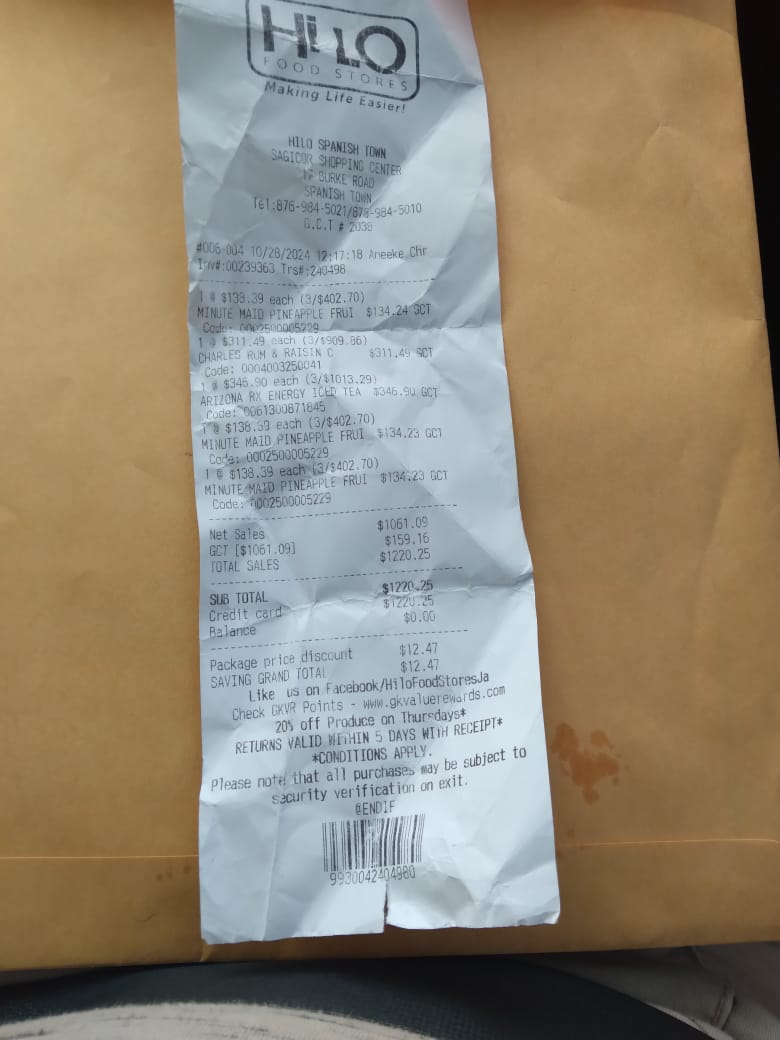 HiLO
FOOD STORES
Making Life Easier!
HILO SPANISH TOWN
SAGICOR SHOPPING CENTER
17 BURKE ROAD
SPANISH TOWN
Tel:876-984-5021/876-984-5010
G.C.T # 2038
#006-004 10/28/2024 12:17:18 Aneeke Chr
Inv#:00239363 Trs#:240498
1 @ $138.39 each (3/$402.70)
MINUTE MAID PINEAPPLE FRUI $134.24 GCT
Code: 0002500005229
1 @ $311.49 each (3/$909.86)
CHARLES RUM & RAISIN C $311.49 GCT
Code: 0004003250041
1 @ $346.90 each (3/$1013.29)
ARIZONA RX ENERGY ICED TEA $346.90 GCT
Code: 0061300871845
1 @ $138.39 each (3/$402.70)
MINUTE MAID PINEAPPLE FRUI $134.23 GCT
Code: 0002500005229
1 @ $138.39 each (3/$402.70)
MINUTE MAID PINEAPPLE FRUI $134.23 GCT
Code: 0002500005229
Net Sales $1061.09
GCT [$1061.09] $159.16
TOTAL SALES $1220.25
SUB TOTAL $1220.25
Credit card $1220.25
Balance $0.00
Package price discount $12.47
SAVING GRAND TOTAL $12.47
Like us on Facebook/HiloFoodStoresJa
Check GKVR Points - www.gkvaluerewards.com
20% off Produce on Thursdays*
RETURNS VALID WITHIN 5 DAYS WITH RECEIPT*
*CONDITIONS APPLY.
Please note that all purchases may be subject to
security verification on exit.
@ENDIF
9930042404980